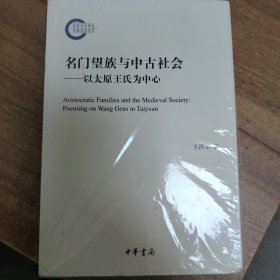 名门望族与中古社会
——以太原王氏为中心
Aristocratic Families and the Medieval Society:
Focusing on Wang Gens in Taiyuan
中华书局